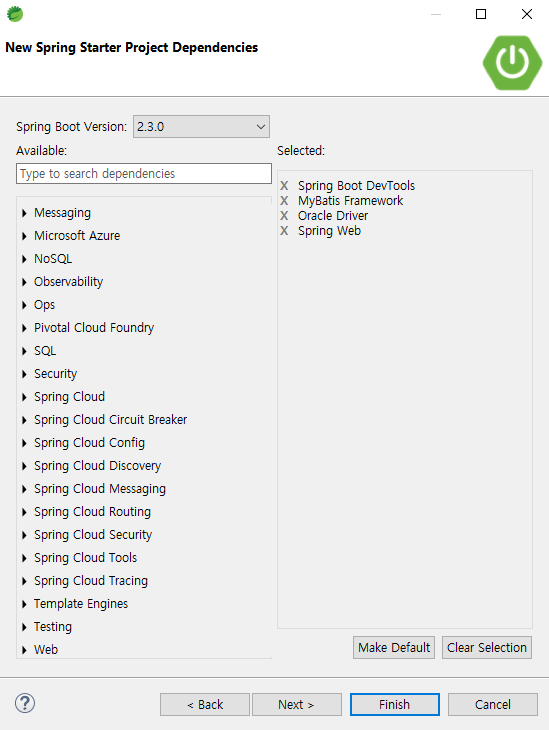 New Spring Starter Project Dependencies
Spring Boot Version: 2.3.0
Available:
Type to search dependencies
Messaging
Microsoft Azure
NoSQL
Observability
Ops
Pivotal Cloud Foundry
SQL
Security
Spring Cloud
Spring Cloud Circuit Breaker
Spring Cloud Config
Spring Cloud Discovery
Spring Cloud Messaging
Spring Cloud Routing
Spring Cloud Security
Spring Cloud Tools
Spring Cloud Tracing
Template Engines
Testing
Web
Selected:
X Spring Boot DevTools
X MyBatis Framework
X Oracle Driver
X Spring Web
Make Default Clear Selection
? < Back Next > Finish Cancel